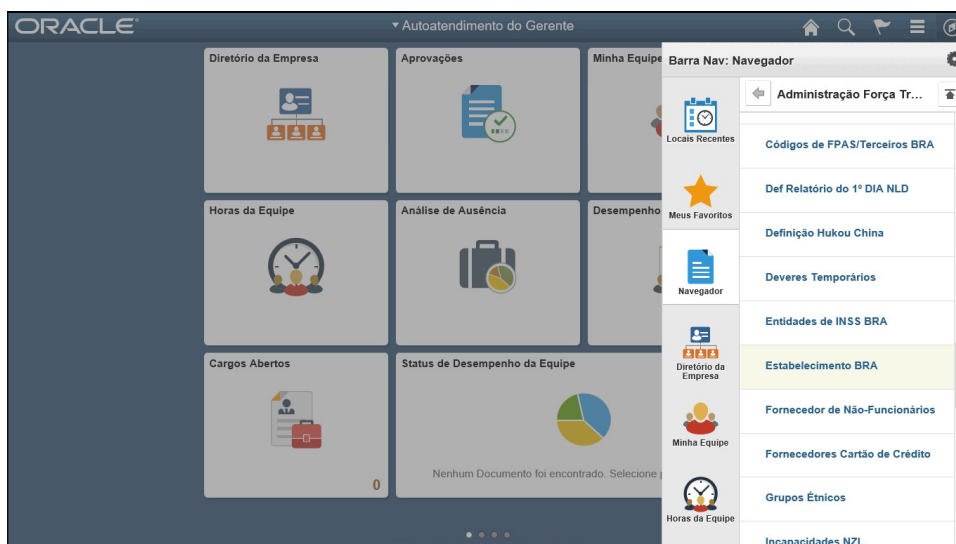 ORACLE®
Autoatendimento do Gerente
Diretório da Empresa
Aprovações
Minha Equipe
Horas da Equipe
Análise de Ausência
Desempenho
Cargos Abertos
0
Status de Desempenho da Equipe
Nenhum Documento foi encontrado. Selecione
Barra Nav: Navegador
Locais Recentes
Meus Favoritos
Navegador
Diretório da
Empresa
Minha Equipe
Horas da Equipe
Administração Força Tr...
Códigos de FPAS/Terceiros BRA
Def Relatório do 1º DIA NLD
Definição Hukou China
Deveres Temporários
Entidades de INSS BRA
Estabelecimento BRA
Fornecedor de Não-Funcionários
Fornecedores Cartão de Crédito
Grupos Étnicos
Incapacidades NZL